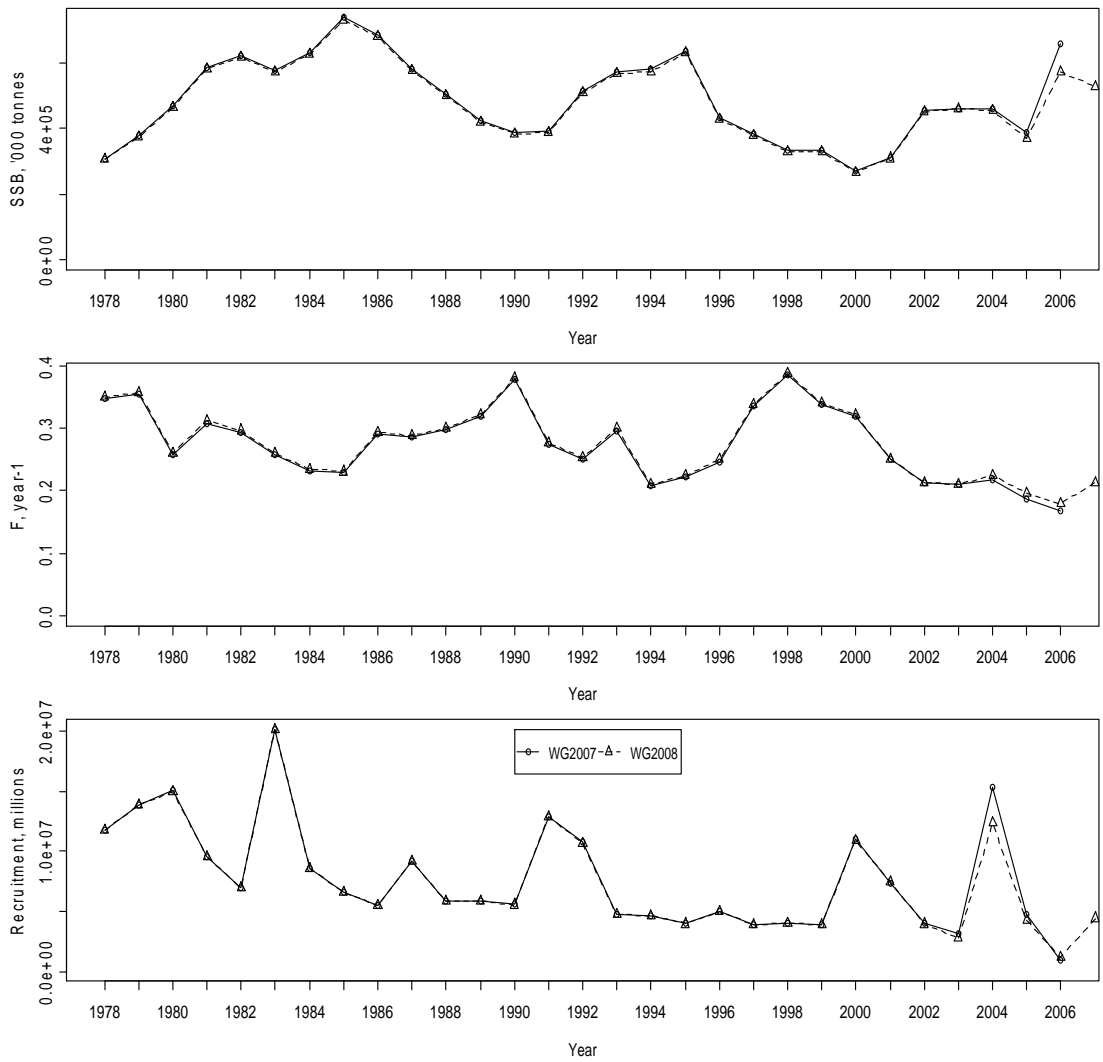 SSB, '000 tonnes
4e+05
0e+00
1978 1980 1982 1984 1986 1988 1990 1992 1994 1996 1998 2000 2002 2004 2006
Year
F, year-1
0.4
0.3
0.2
0.1
0.0
1978 1980 1982 1984 1986 1988 1990 1992 1994 1996 1998 2000 2002 2004 2006
Year
Recruitment, millions
2.0e+07
1.0e+07
0.0e+00
WG2007 WG2008
1978 1980 1982 1984 1986 1988 1990 1992 1994 1996 1998 2000 2002 2004 2006
Year